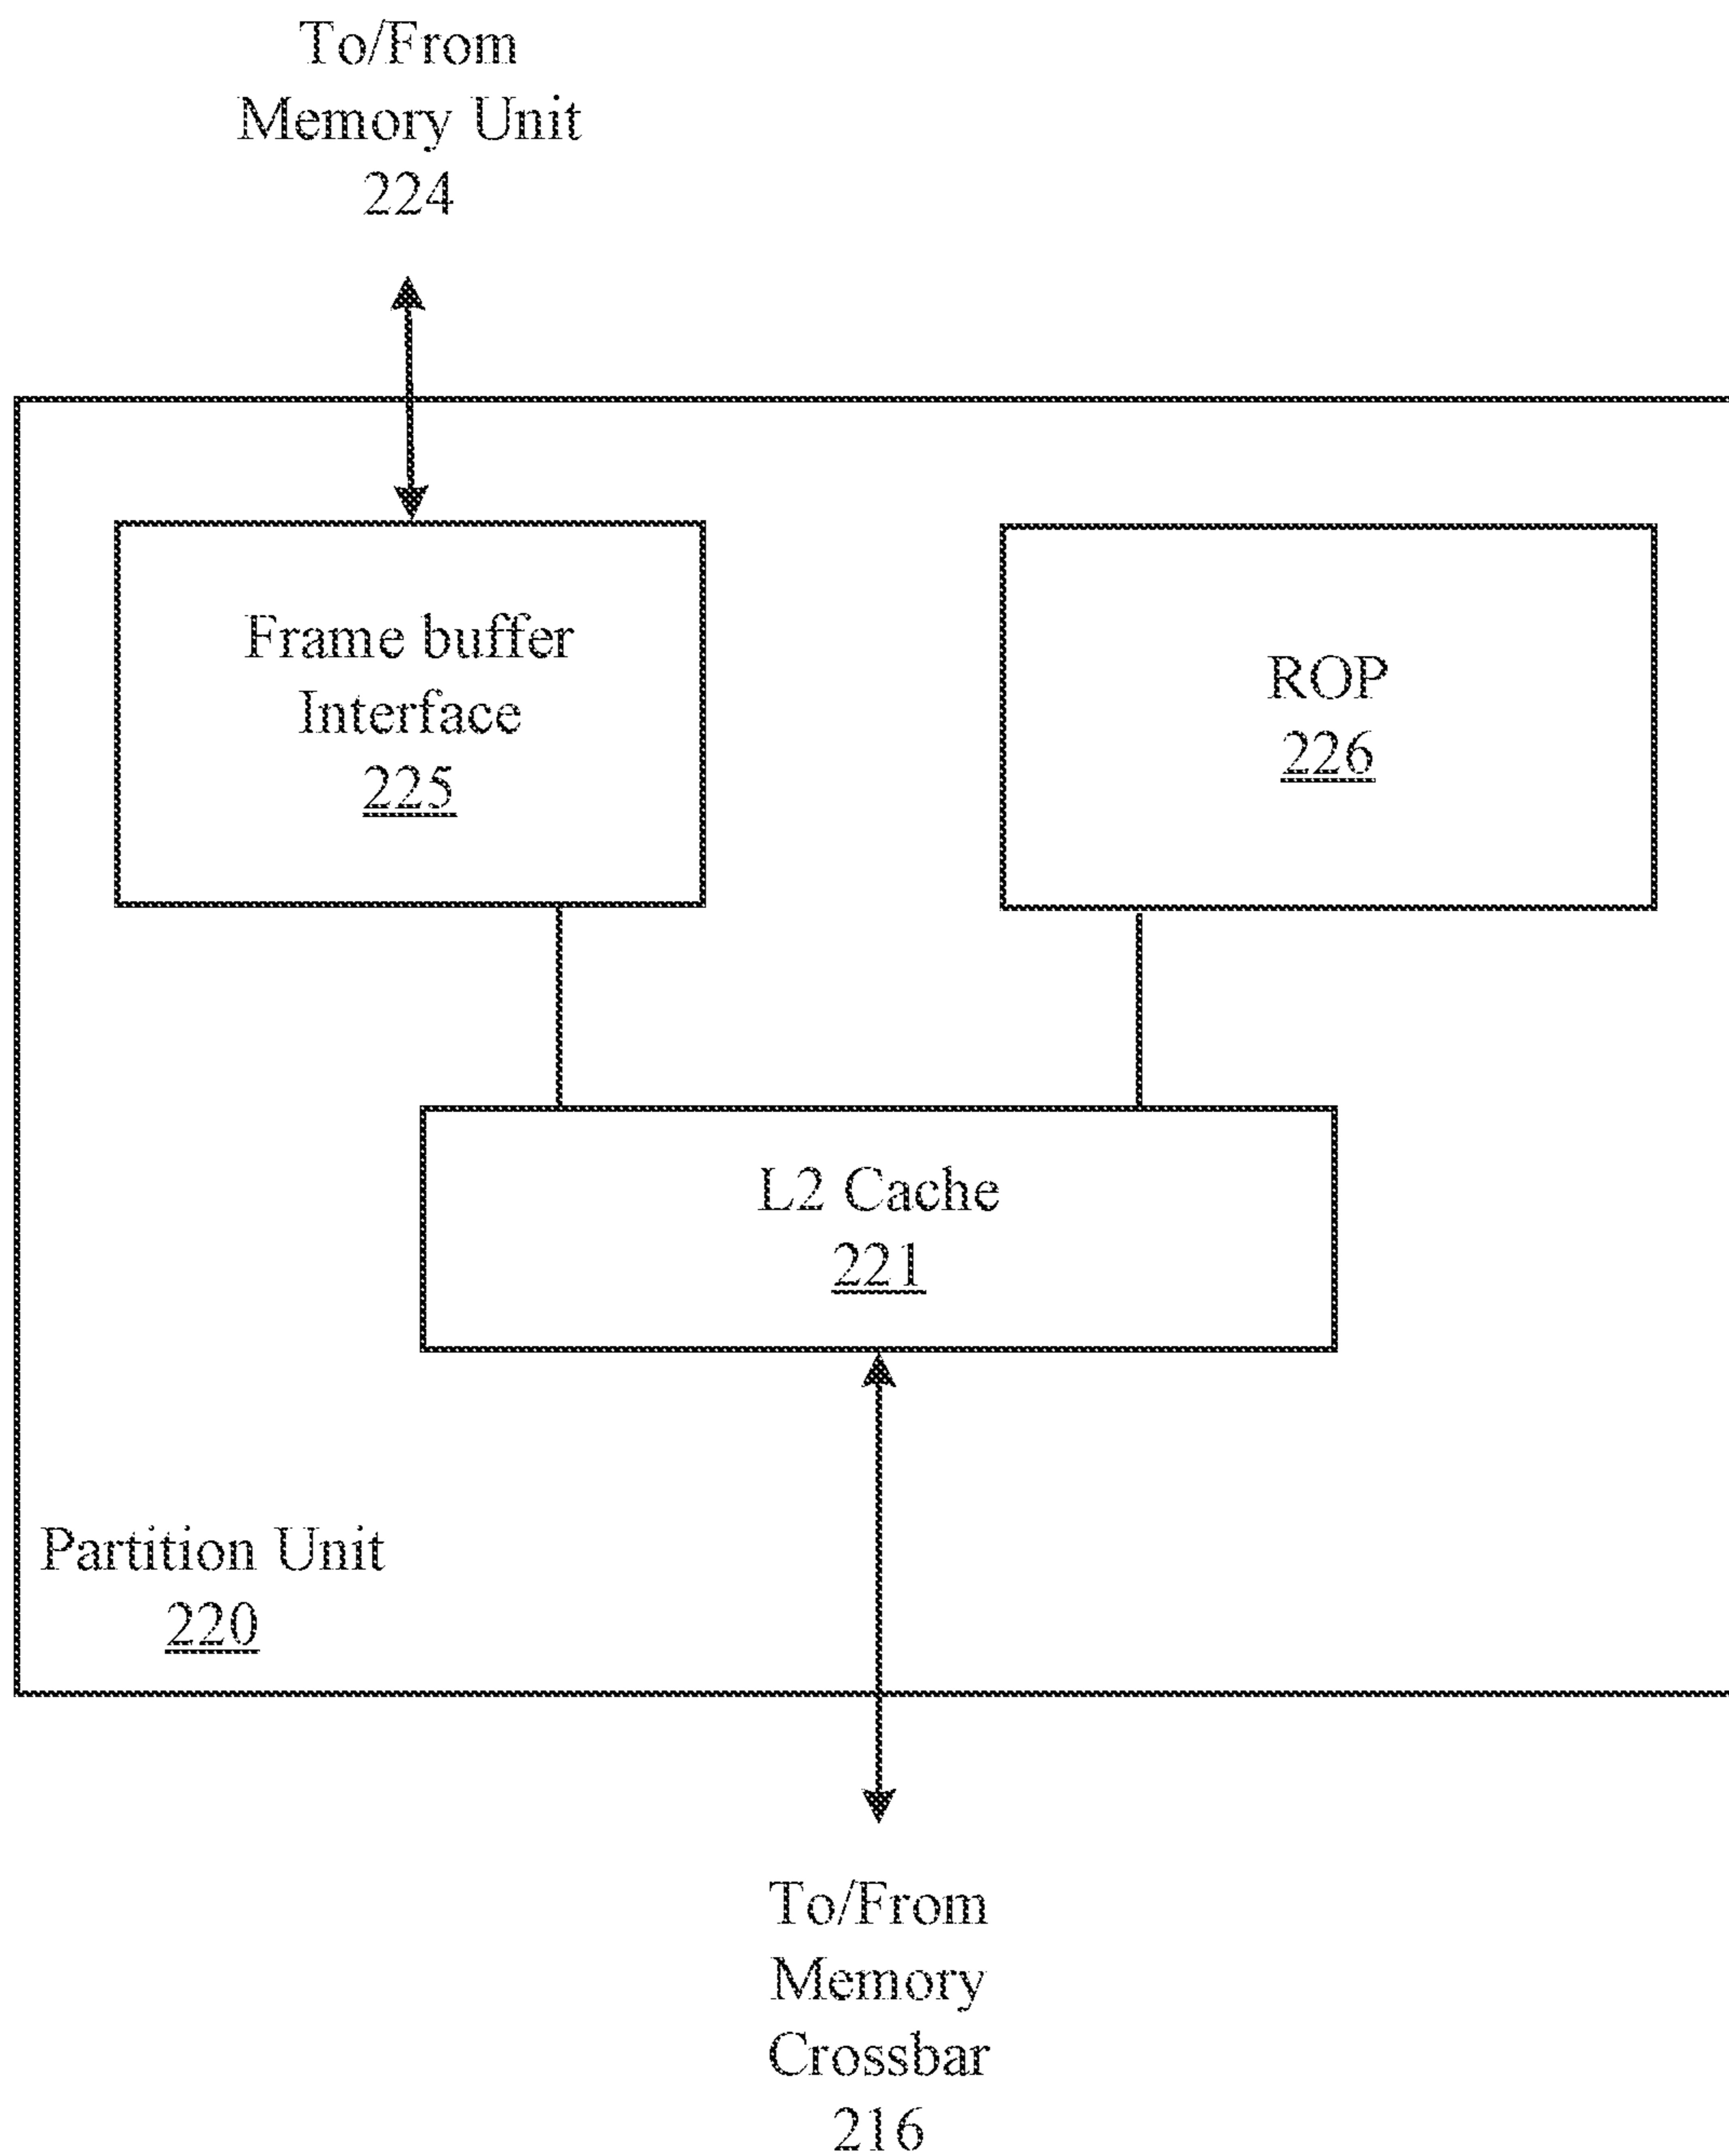 To/From
Memory Unit
224
Frame buffer
Interface
225
ROP
226
L2 Cache
221
Partition Unit
220
To/From
Memory
Crossbar
216